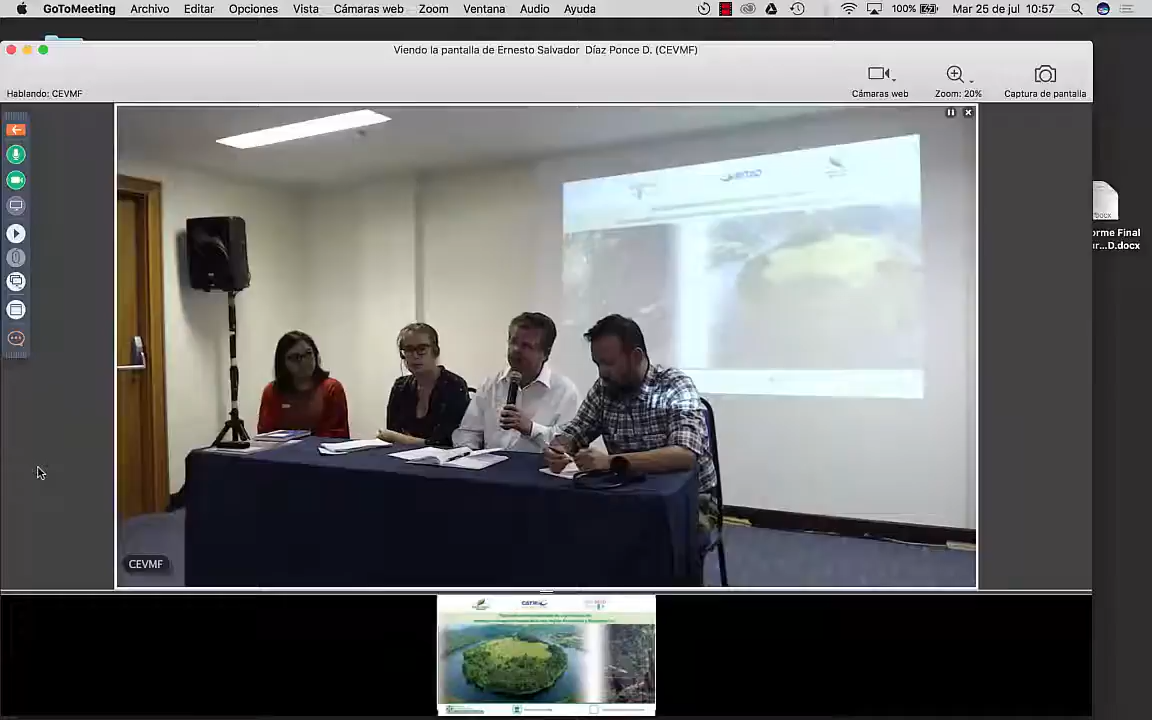 GoToMeeting Archivo Editar Opciones Vista Cámaras web Zoom Ventana Audio Ayuda 100% Mar 25 de jul 10:57
Viendo la pantalla de Ernesto Salvador Díaz Ponce D. (CEVMF)
Hablando: CEVMF
Cámaras web
Zoom: 20%
Captura de pantalla
orme Final
ur...D.docx
CEVMF